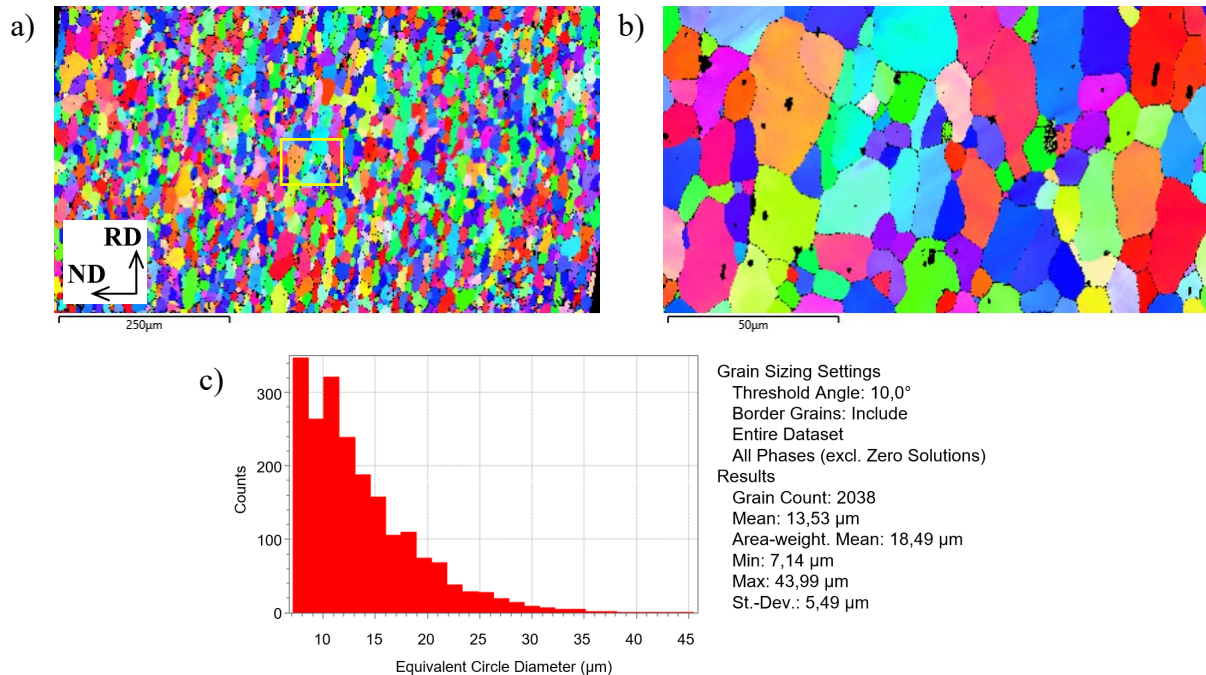 a)
b)
RD
ND
250µm
50µm
c)
300
200
100
0
Counts
10 15 20 25 30 35 40 45
Equivalent Circle Diameter (µm)
Grain Sizing Settings
Threshold Angle: 10,0°
Border Grains: Include
Entire Dataset
All Phases (excl. Zero Solutions)
Results
Grain Count: 2038
Mean: 13,53 µm
Area-weight. Mean: 18,49 µm
Min: 7,14 µm
Max: 43,99 µm
St.-Dev.: 5,49 µm